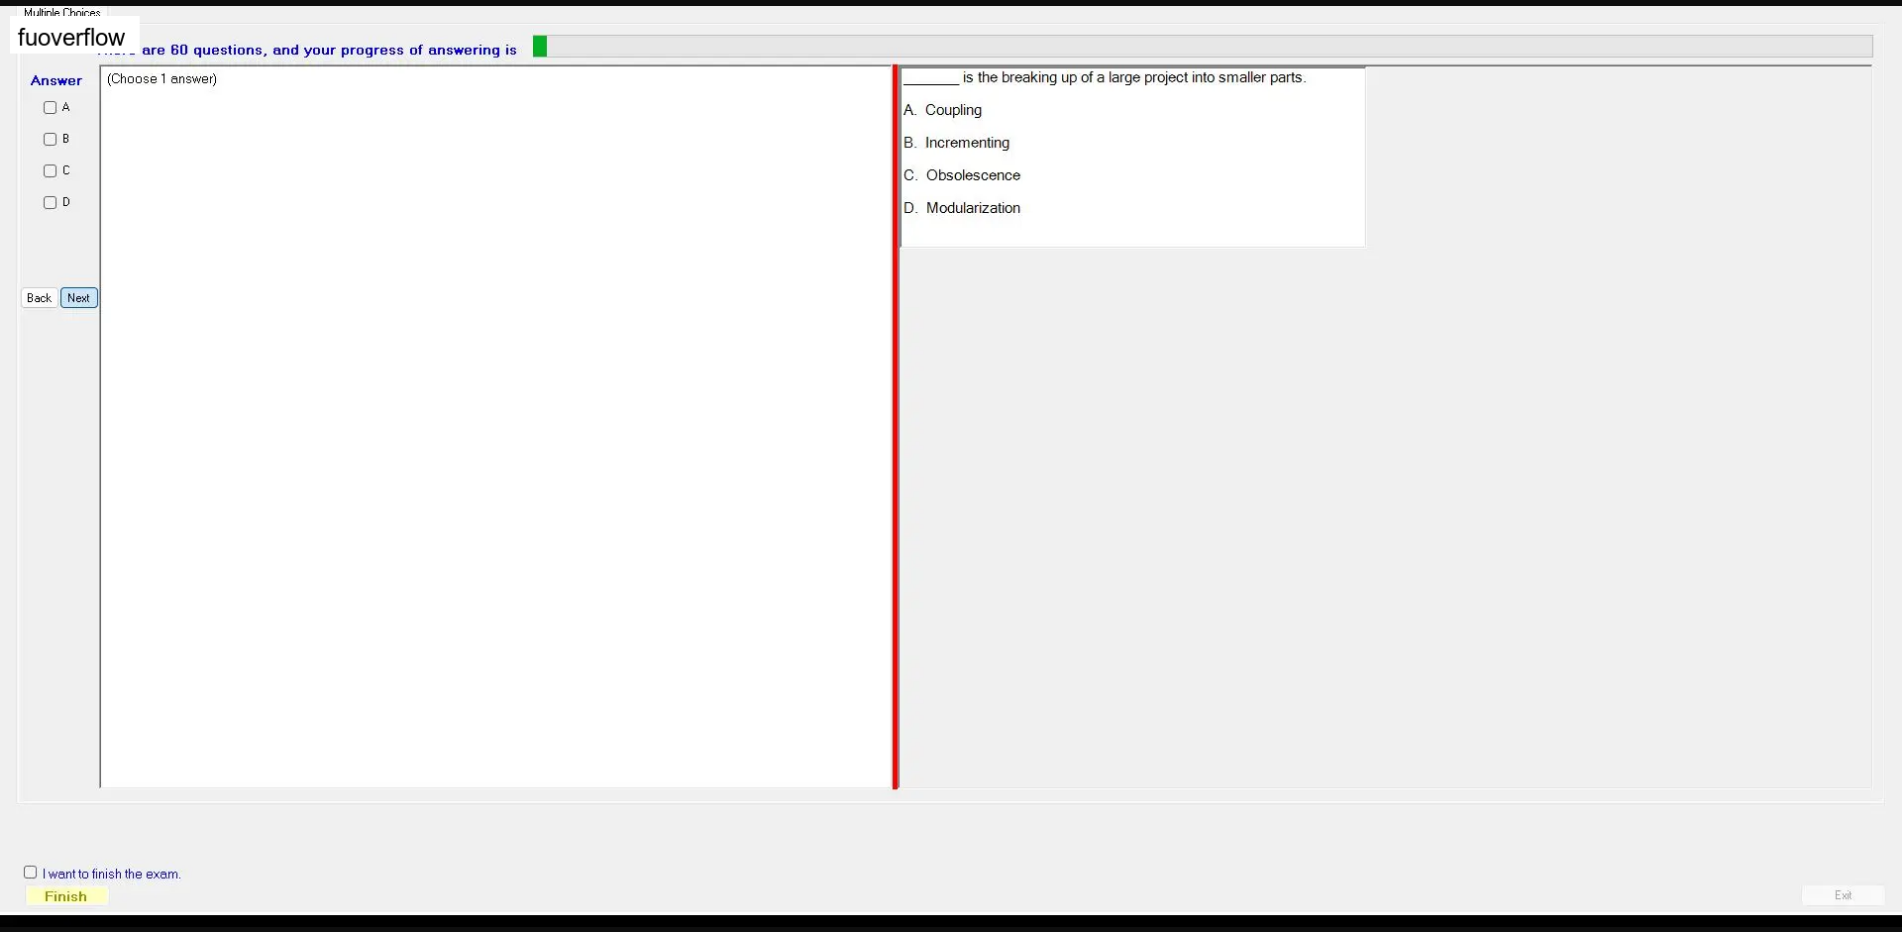 Multiple Choices
fuoverflow
are 60 questions, and your progress of answering is
Answer
A
B
C
D
Back Next
(Choose 1 answer)
_______ is the breaking up of a large project into smaller parts.
A. Coupling
B. Incrementing
C. Obsolescence
D. Modularization
I want to finish the exam.
Finish
Exit